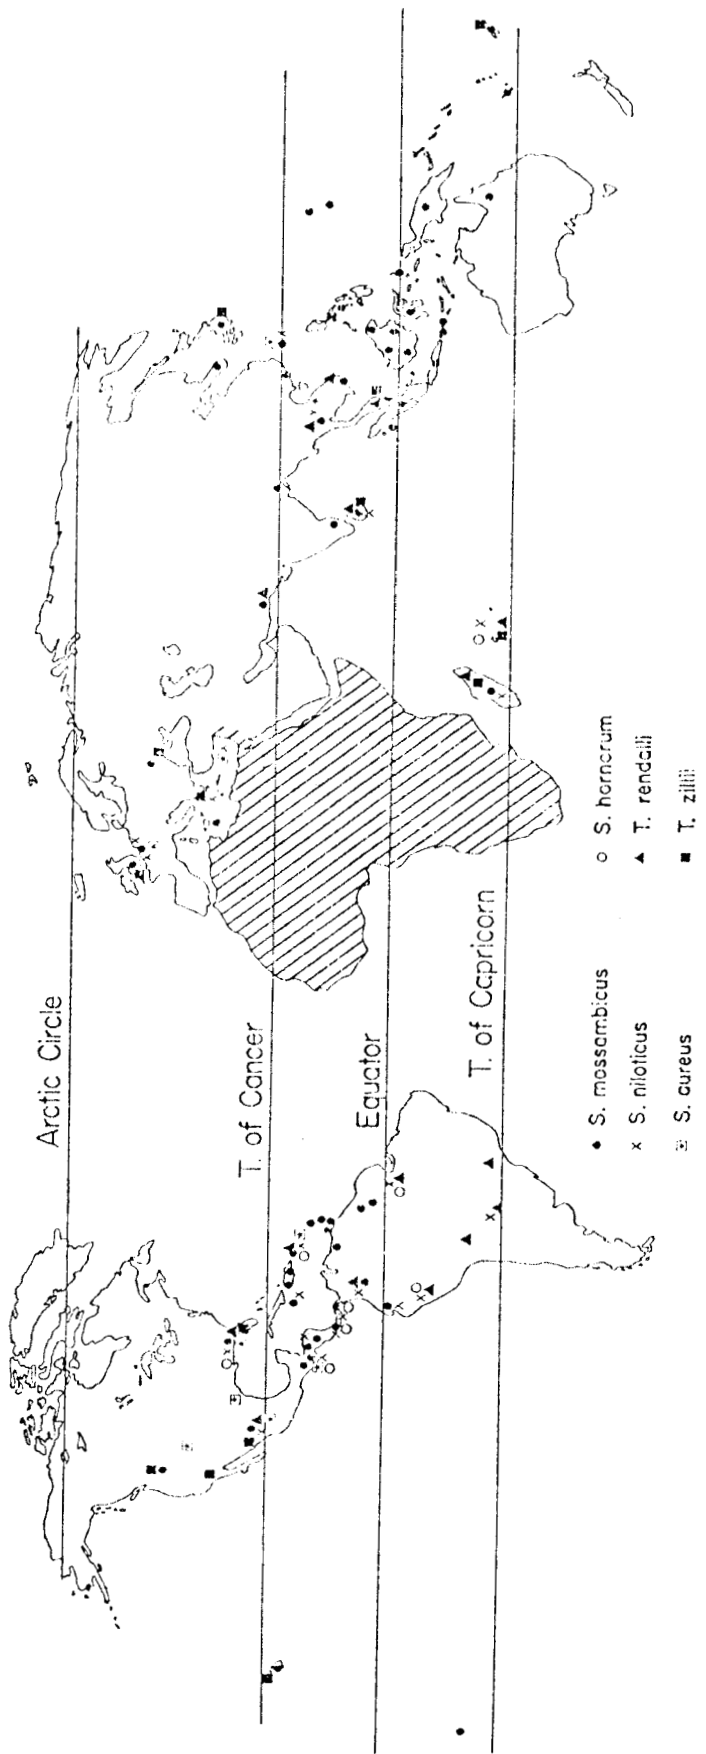 Arctic Circle
T. of Cancer
Equator
T. of Capricorn
S. mossambicus
S. niloticus
S. aureus
S. hornorum
T. rendalli
T. zillii